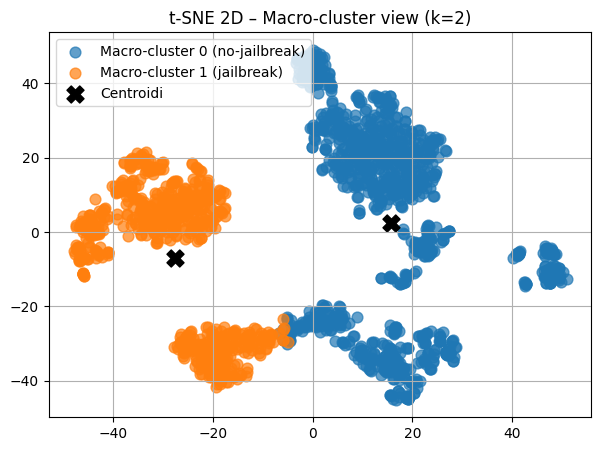 t-SNE 2D – Macro-cluster view (k=2)
Macro-cluster 0 (no-jailbreak)
Macro-cluster 1 (jailbreak)
Centroidi
40
20
0
−20
−40
−40 −20 0 20 40